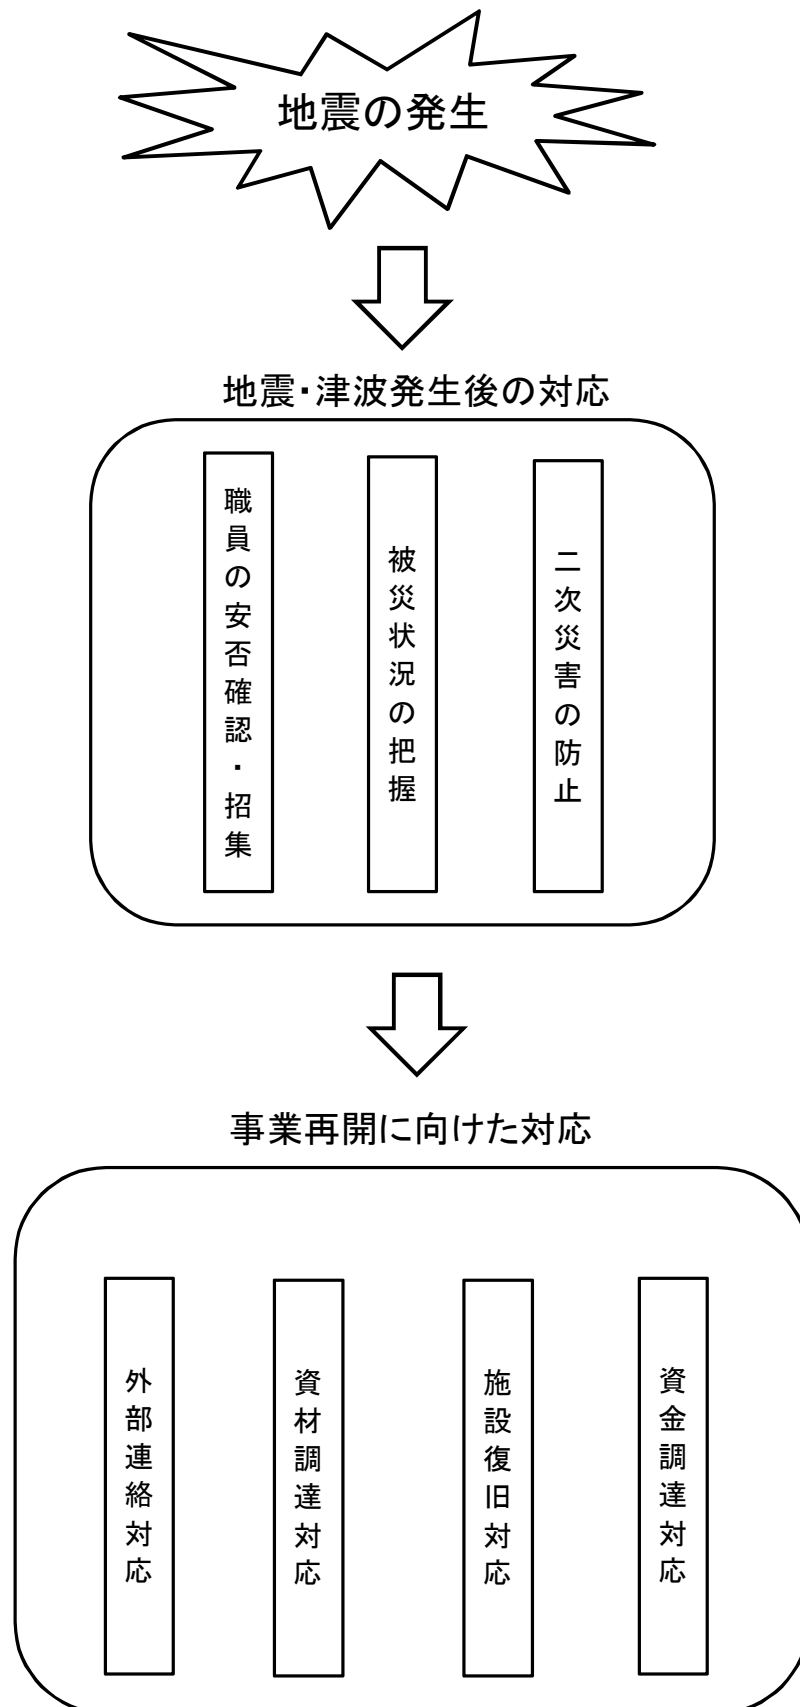 地震の発生
地震・津波発生後の対応
職員の安否確認・招集
被災状況の把握
二次災害の防止
事業再開に向けた対応
外部連絡対応
資材調達対応
施設復旧対応
資金調達対応